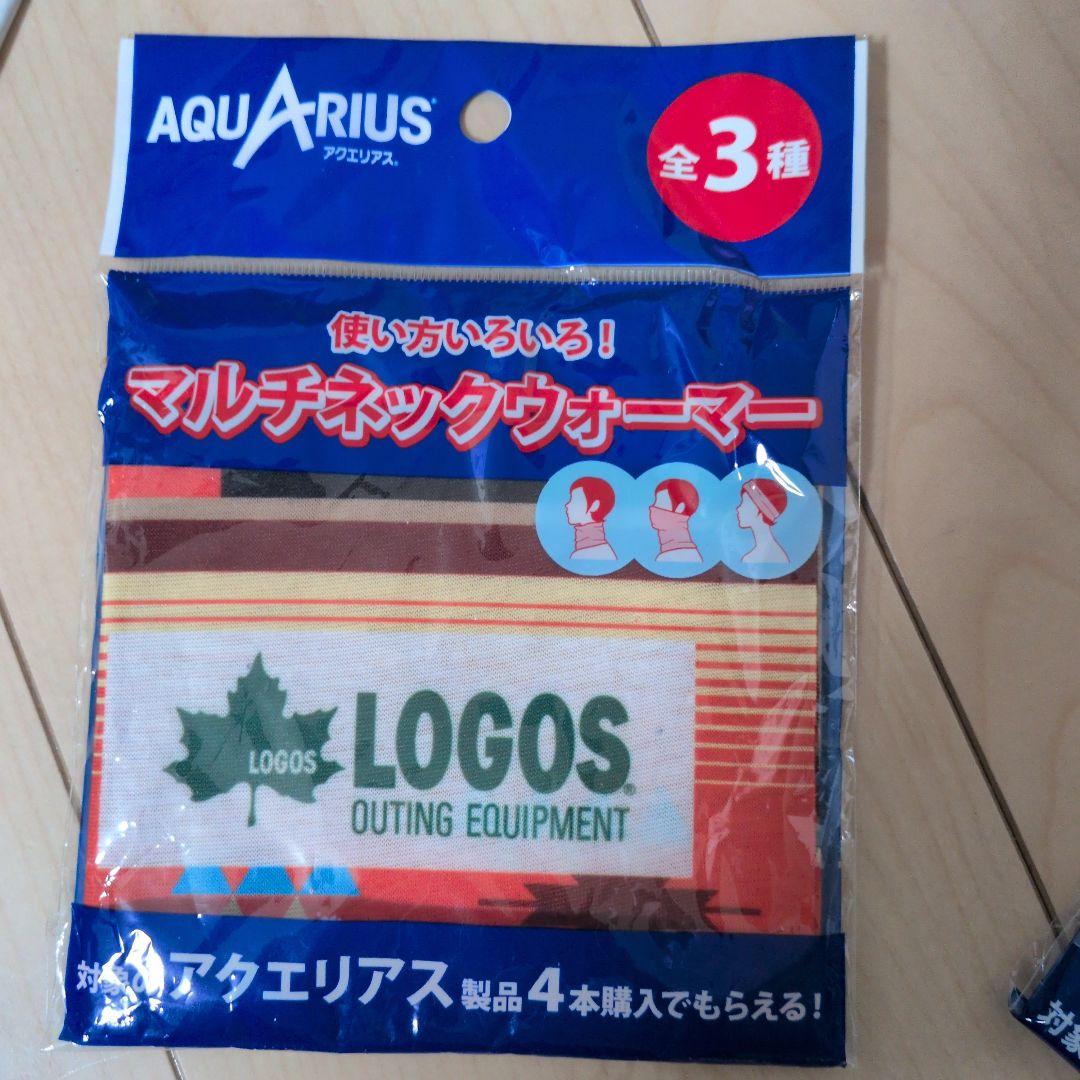 AQUARIUS
アクエリアス®
全3種
使い方いろいろ!
マルチネックウォーマー
LOGOS
LOGOS®
OUTING EQUIPMENT
対象のアクエリアス製品4本購入でもらえる!
対象